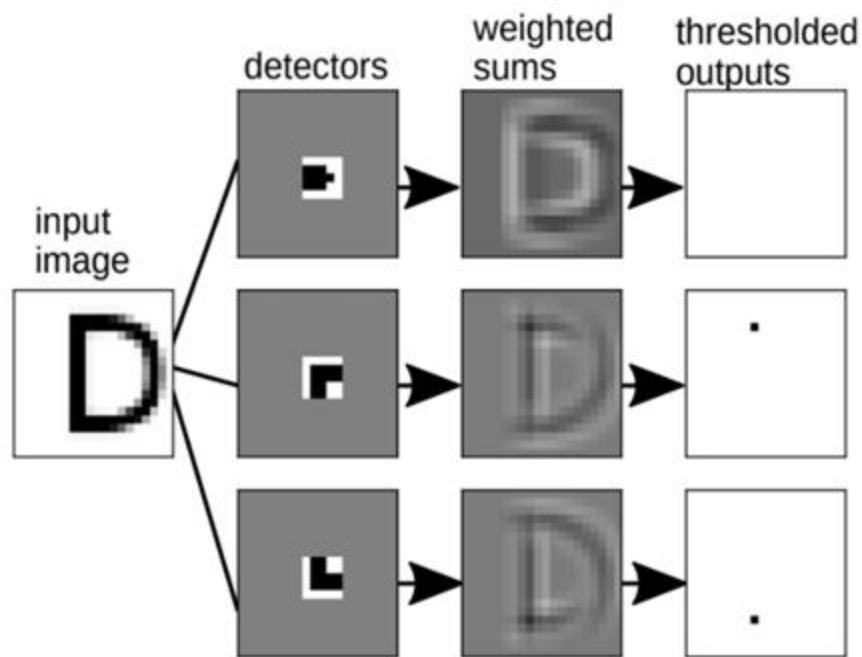 weighted
sums
thresholded
outputs
detectors
input
image
D